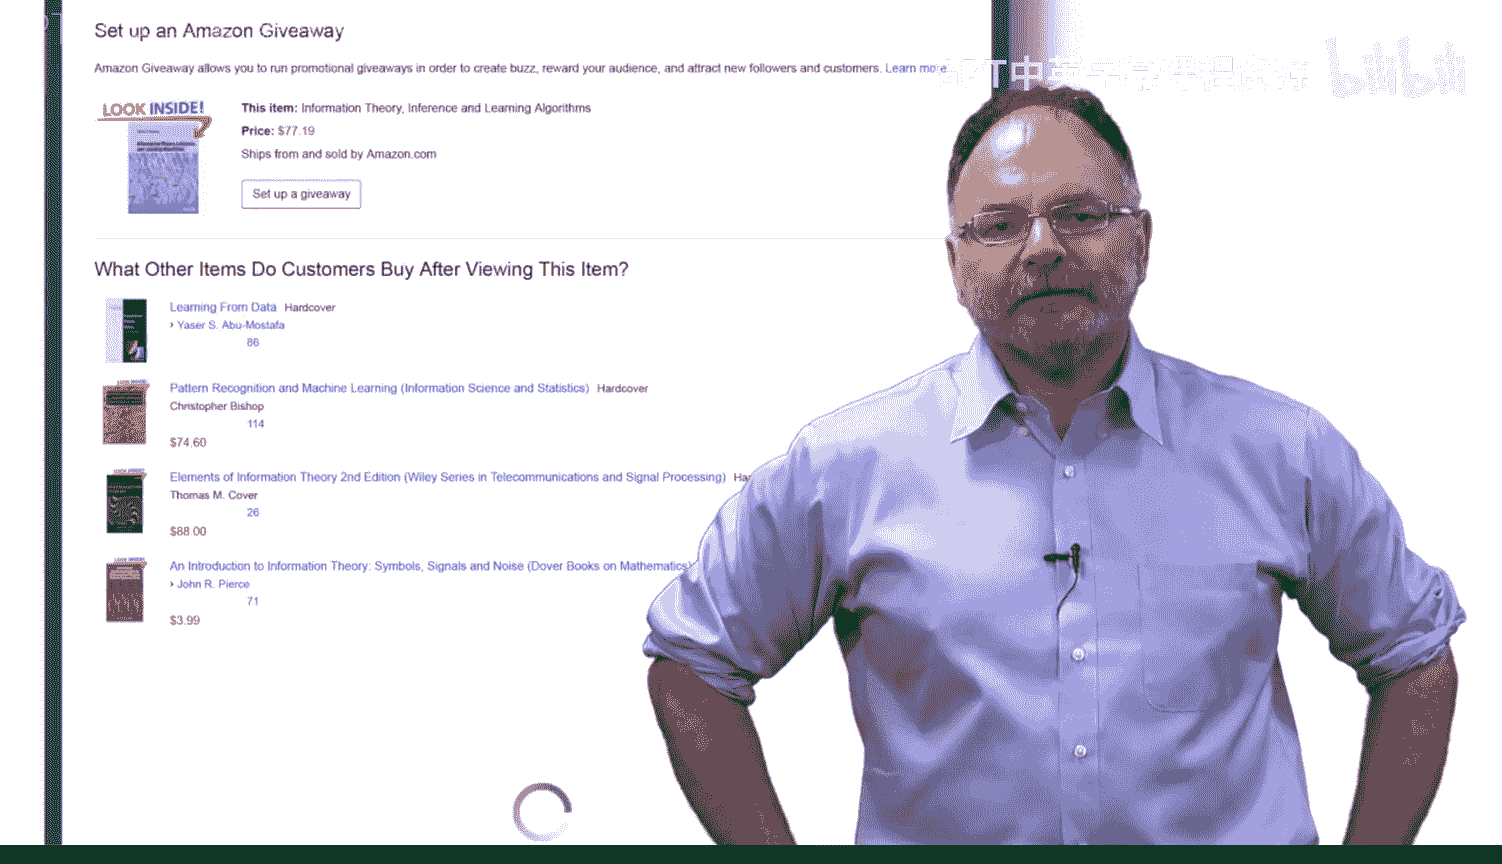 Set up an Amazon Giveaway
Amazon Giveaway allows you to run promotional giveaways in order to create buzz, reward your audience, and attract new followers and customers. Learn more
LOOK INSIDE!
This item: Information Theory, Inference and Learning Algorithms
Price: $77.19
Ships from and sold by Amazon.com
Set up a giveaway
What Other Items Do Customers Buy After Viewing This Item?
Learning From Data Hardcover
› Yaser S. Abu-Mostafa
86
Pattern Recognition and Machine Learning (Information Science and Statistics) Hardcover
Christopher Bishop
114
$74.60
Elements of Information Theory 2nd Edition (Wiley Series in Telecommunications and Signal Processing)
Thomas M. Cover
26
$88.00
An Introduction to Information Theory: Symbols, Signals and Noise (Dover Books on Mathematics)
› John R. Pierce
71
$3.99
bilibili